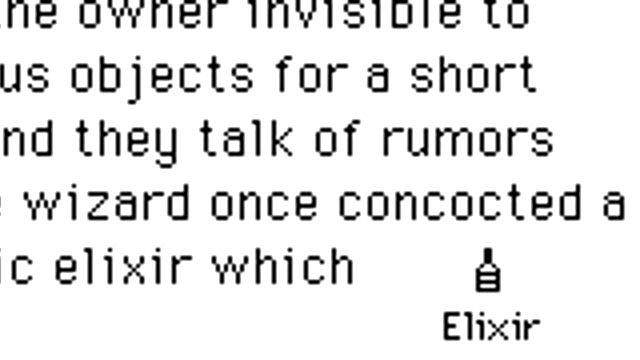 he owner invisible to
us objects for a short
nd they talk of rumors
wizard once concocted a
ic elixir which
Elixir